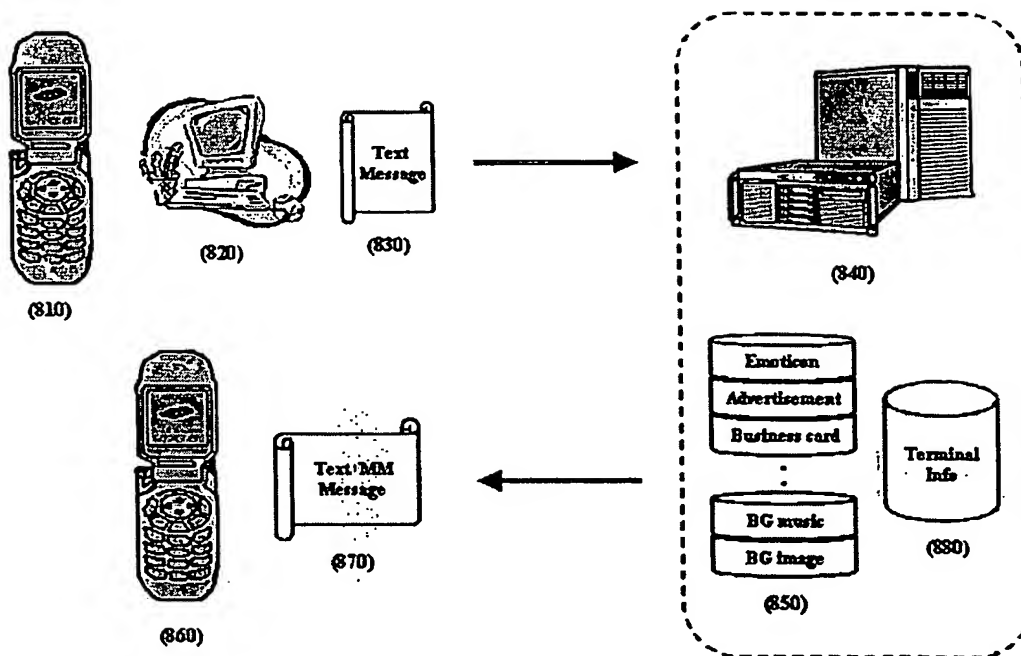 Text
Message
(820)
(830)
(840)
(810)
Emoticon
Advertisement
Business card
Terminal
Info
Text+MM
Message
BG music
BG image
(880)
(870)
(850)
(860)